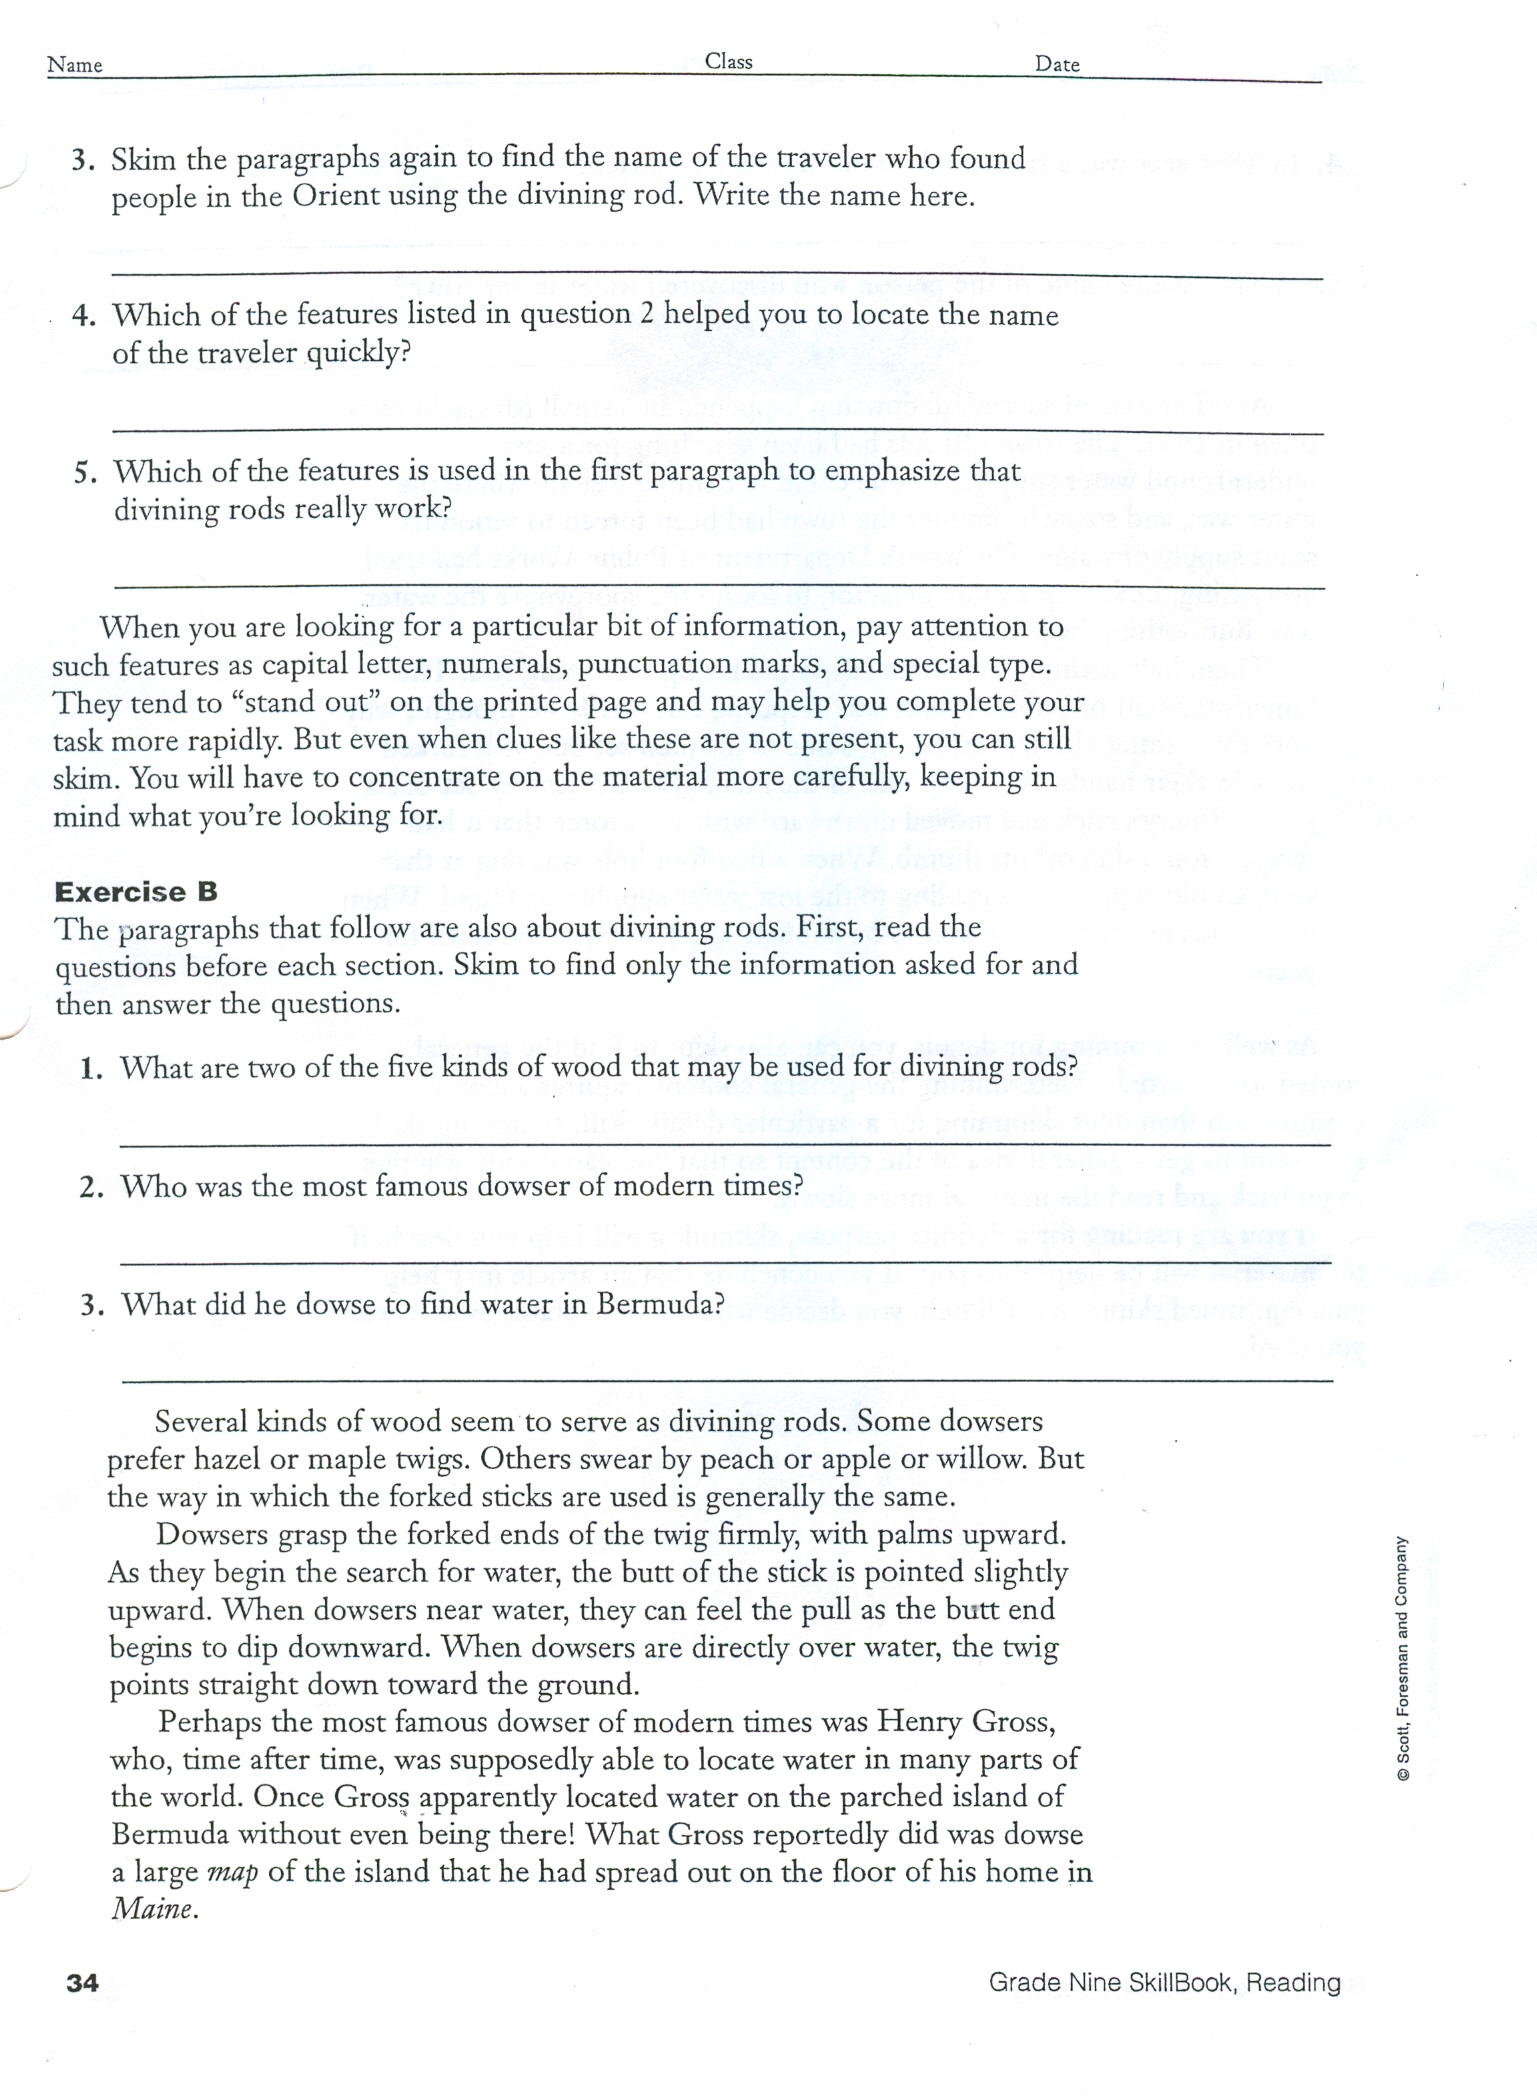 Name Class Date
3. Skim the paragraphs again to find the name of the traveler who found
people in the Orient using the divining rod. Write the name here.
4. Which of the features listed in question 2 helped you to locate the name
of the traveler quickly?
5. Which of the features is used in the first paragraph to emphasize that
divining rods really work?
When you are looking for a particular bit of information, pay attention to
such features as capital letter, numerals, punctuation marks, and special type.
They tend to “stand out” on the printed page and may help you complete your
task more rapidly. But even when clues like these are not present, you can still
skim. You will have to concentrate on the material more carefully, keeping in
mind what you’re looking for.
Exercise B
The paragraphs that follow are also about divining rods. First, read the
questions before each section. Skim to find only the information asked for and
then answer the questions.
1. What are two of the five kinds of wood that may be used for divining rods?
2. Who was the most famous dowser of modern times?
3. What did he dowse to find water in Bermuda?
Several kinds of wood seem to serve as divining rods. Some dowsers
prefer hazel or maple twigs. Others swear by peach or apple or willow. But
the way in which the forked sticks are used is generally the same.
Dowsers grasp the forked ends of the twig firmly, with palms upward.
As they begin the search for water, the butt of the stick is pointed slightly
upward. When dowsers near water, they can feel the pull as the butt end
begins to dip downward. When dowsers are directly over water, the twig
points straight down toward the ground.
Perhaps the most famous dowser of modern times was Henry Gross,
who, time after time, was supposedly able to locate water in many parts of
the world. Once Gross apparently located water on the parched island of
Bermuda without even being there! What Gross reportedly did was dowse
a large map of the island that he had spread out on the floor of his home in
Maine.
© Scott, Foresman and Company
34 Grade Nine SkillBook, Reading